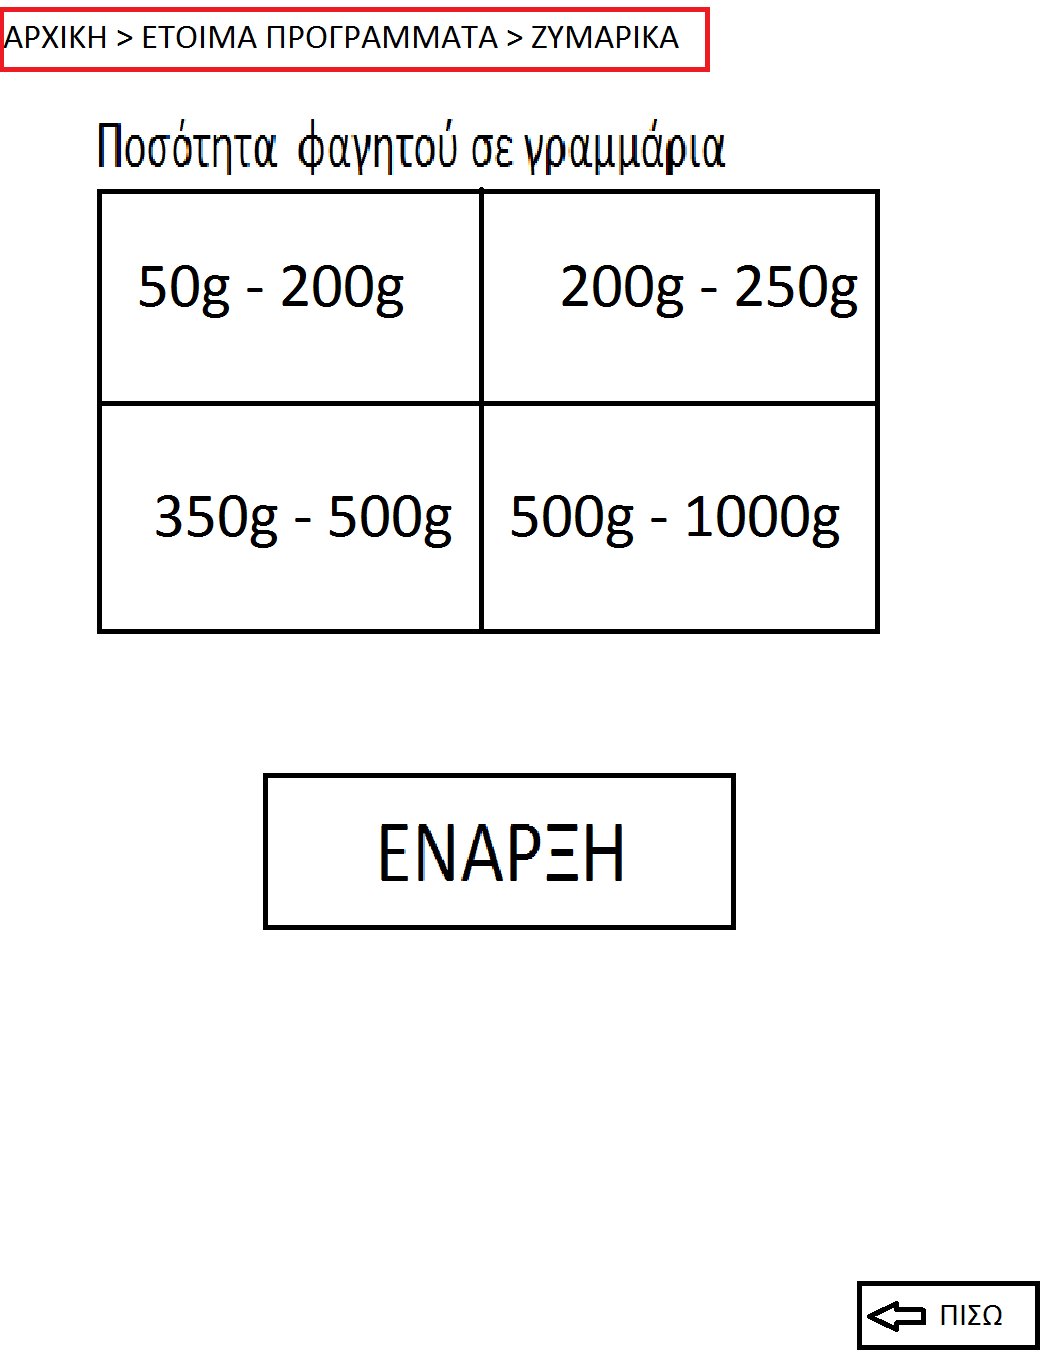 ΑΡΧΙΚΗ > ΕΤΟΙΜΑ ΠΡΟΓΡΑΜΜΑΤΑ > ΖΥΜΑΡΙΚΑ
Ποσότητα φαγητού σε γραμμάρια
50g - 200g
200g - 250g
350g - 500g
500g - 1000g
ΕΝΑΡΞΗ
ΠΙΣΩ